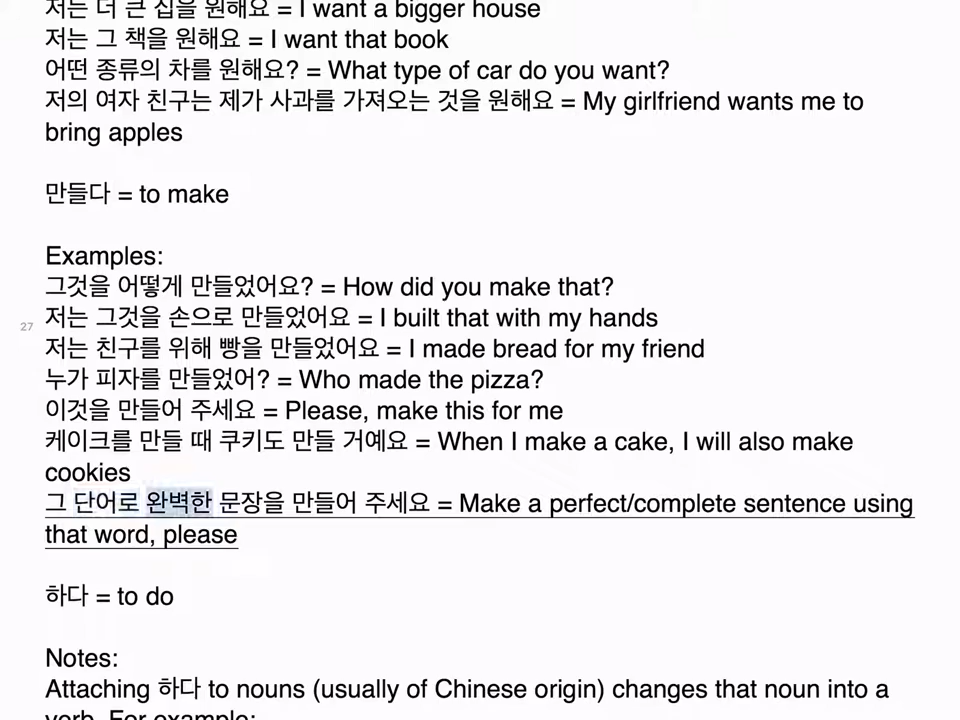 저는 더 큰 집을 원해요 = I want a bigger house
저는 그 책을 원해요 = I want that book
어떤 종류의 차를 원해요? = What type of car do you want?
저의 여자 친구는 제가 사과를 가져오는 것을 원해요 = My girlfriend wants me to
bring apples
만들다 = to make
Examples:
그것을 어떻게 만들었어요? = How did you make that?
27 저는 그것을 손으로 만들었어요 = I built that with my hands
저는 친구를 위해 빵을 만들었어요 = I made bread for my friend
누가 피자를 만들었어? = Who made the pizza?
이것을 만들어 주세요 = Please, make this for me
케이크를 만들 때 쿠키도 만들 거예요 = When I make a cake, I will also make
cookies
그 단어로 완벽한 문장을 만들어 주세요 = Make a perfect/complete sentence using
that word, please
하다 = to do
Notes:
Attaching 하다 to nouns (usually of Chinese origin) changes that noun into a
verb. For example: